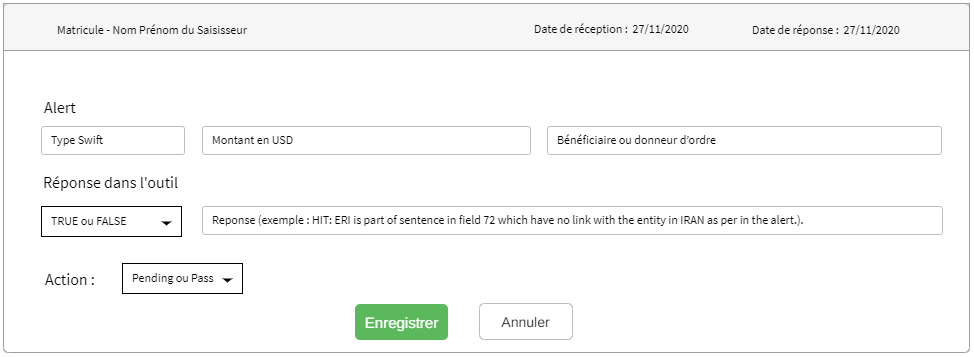 Matricule - Nom Prénom du Saisisseur Date de réception : 27/11/2020 Date de réponse : 27/11/2020
Alert
Type Swift Montant en USD Bénéficiaire ou donneur d'ordre
Réponse dans l'outil
TRUE ou FALSE Reponse (exemple : HIT: ERI is part of sentence in field 72 which have no link with the entity in IRAN as per in the alert.).
Action : Pending ou Pass
Enregistrer Annuler